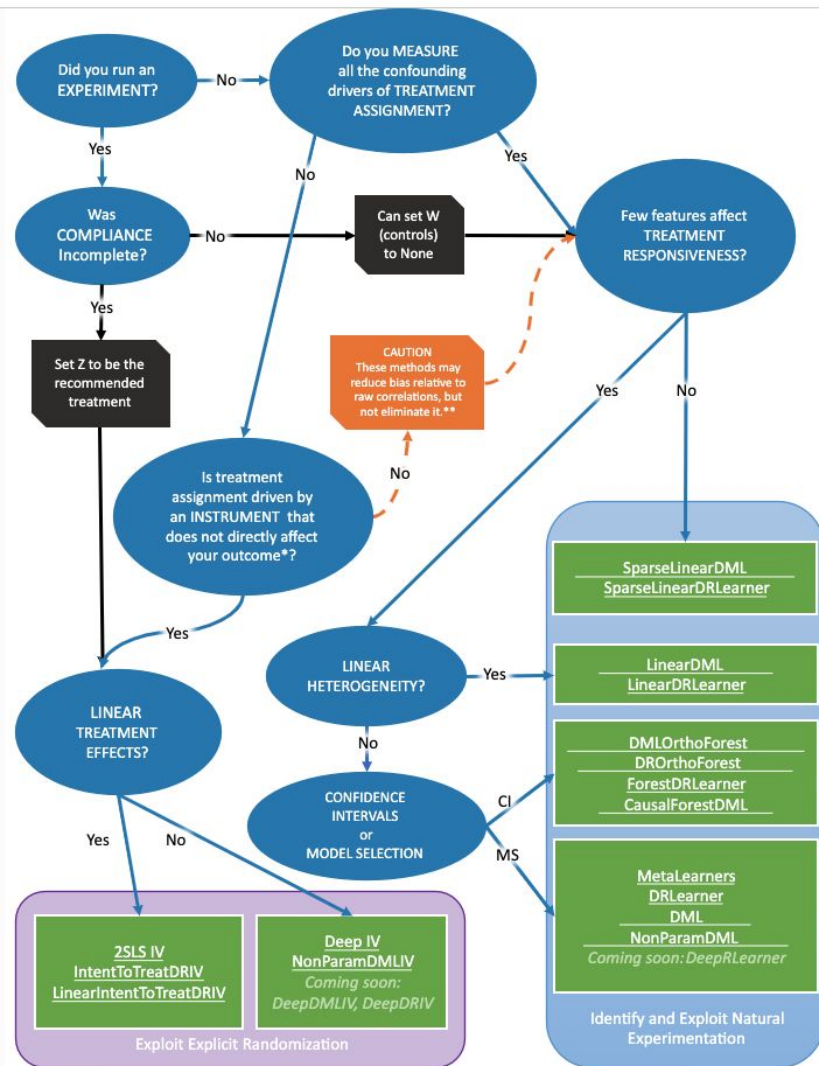 Did you run an
EXPERIMENT?
No
Do you MEASURE
all the confounding
drivers of TREATMENT
ASSIGNMENT?
Yes
No
Yes
Was
COMPLIANCE
Incomplete?
No
Can set W
(controls)
to None
Few features affect
TREATMENT
RESPONSIVENESS?
Yes
Set Z to be the
recommended
treatment
CAUTION
These methods may
reduce bias relative to
raw correlations, but
not eliminate it.**
Yes
No
Is treatment
assignment driven by
an INSTRUMENT that
does not directly affect
your outcome*?
No
SparseLinearDML
SparseLinearDRLearner
Yes
LINEAR
HETEROGENEITY?
Yes
LinearDML
LinearDRLearner
LINEAR
TREATMENT
EFFECTS?
No
DMLOrthoForest
DROrthoForest
ForestDRLearner
CausalForestDML
CONFIDENCE
INTERVALS
or
MODEL SELECTION
CI
MS
Yes
No
MetaLearners
DRLearner
DML
NonParamDML
Coming soon: DeepRLearner
2SLS IV
IntentToTreatDRIV
LinearIntentToTreatDRIV
Deep IV
NonParamDMLIV
Coming soon:
DeepDMLIV, DeepDRIV
Exploit Explicit Randomization
Identify and Exploit Natural
Experimentation